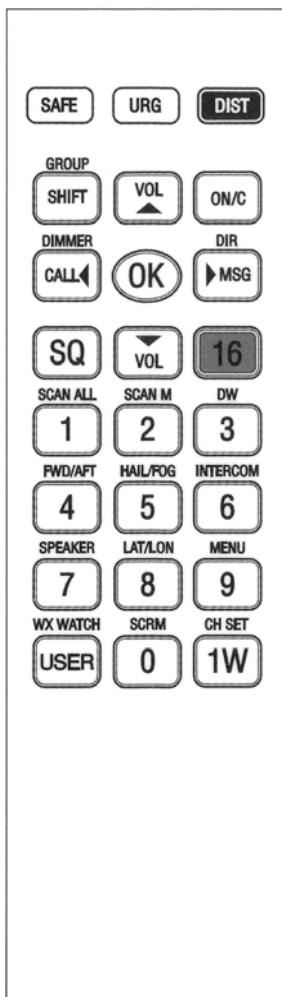 SAFE URG DIST
GROUP
SHIFT VOL ON/C
DIMMER DIR
CALL OK MSG
SQ VOL 16
SCAN ALL SCAN M DW
1 2 3
FWD/AFT HAIL/FOG INTERCOM
4 5 6
SPEAKER LAT/LON MENU
7 8 9
WX WATCH SCRM CH SET
USER 0 1W